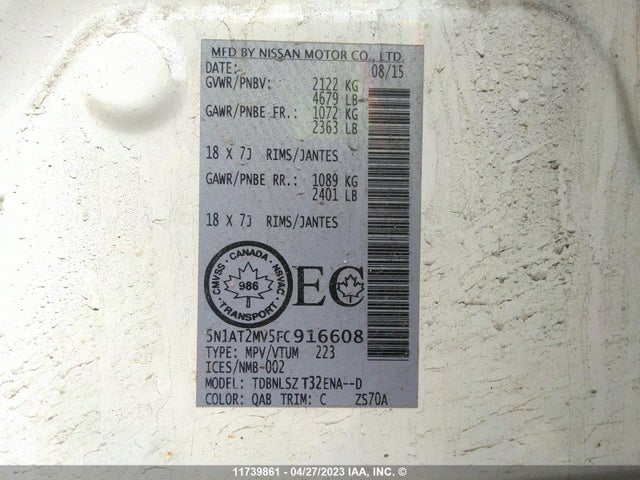 MFD BY NISSAN MOTOR CO., LTD.
DATE: 08/15
GVWR/PNBV: 2122 KG
4679 LB
GAWR/PNBE FR.: 1072 KG
2363 LB
18 X 7J RIMS/JANTES
GAWR/PNBE RR.: 1089 KG
2401 LB
18 X 7J RIMS/JANTES
CMVSS · CANADA · NSVAC
986
TRANSPORT
EC
5N1AT2MV5FC916608
TYPE: MPV/VTUM 223
ICES/NMB-002
MODEL: TDBNLSZ T32ENA--D
COLOR: QAB TRIM: C ZS70A
11739861 - 04/27/2023 IAA, INC. ©